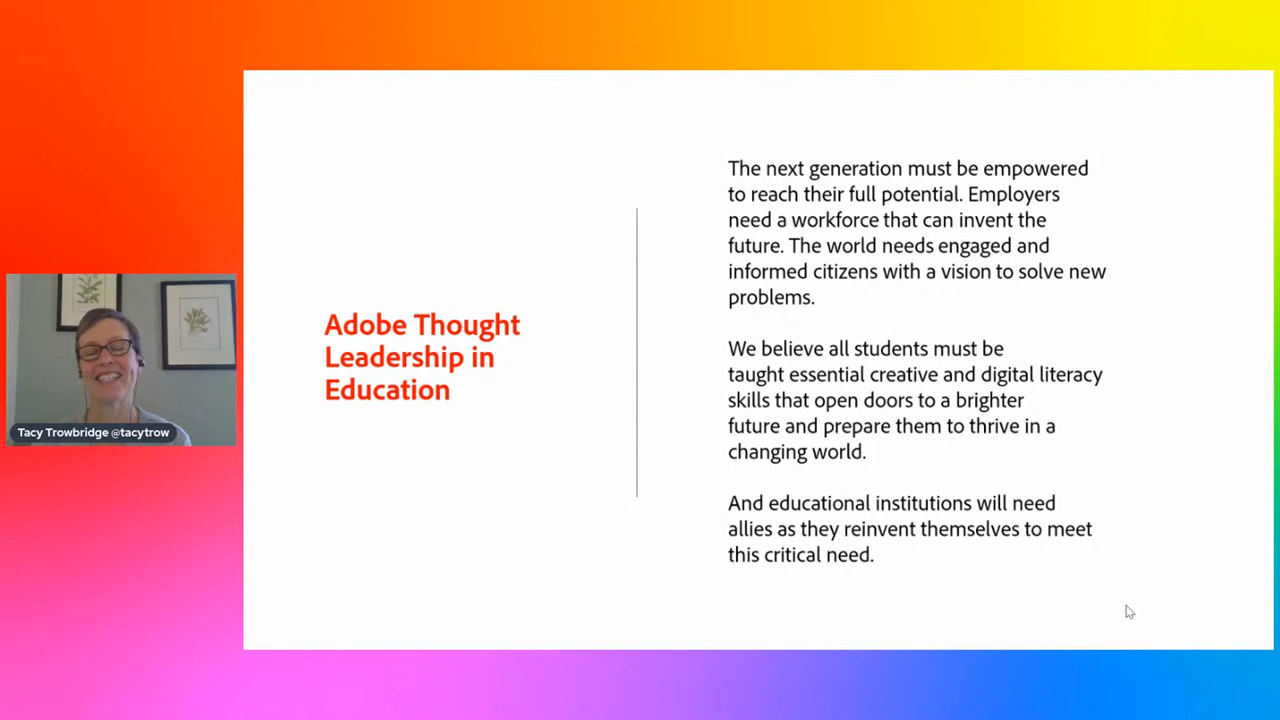 Adobe Thought
Leadership in
Education
The next generation must be empowered
to reach their full potential. Employers
need a workforce that can invent the
future. The world needs engaged and
informed citizens with a vision to solve new
problems.
We believe all students must be
taught essential creative and digital literacy
skills that open doors to a brighter
future and prepare them to thrive in a
changing world.
And educational institutions will need
allies as they reinvent themselves to meet
this critical need.
Tacy Trowbridge @tacytrow